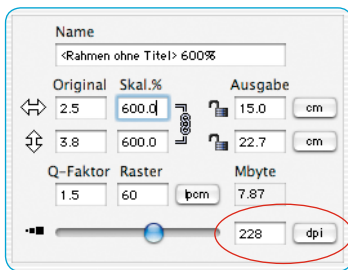 Name
<Rahmen ohne Titel> 600%
Original Skal.% Ausgabe
2.5 600.0 15.0 cm
3.8 600.0 22.7 cm
Q-Faktor Raster Mbyte
1.5 60 lpcm 7.87
228 dpi